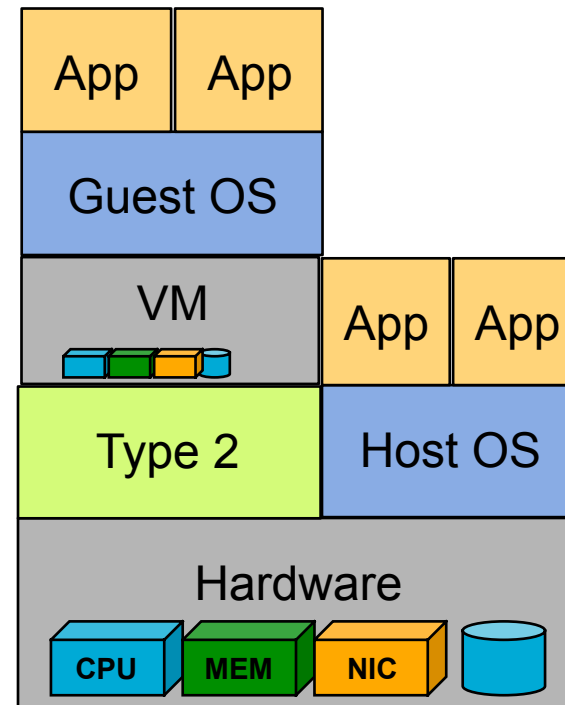 App App
Guest OS
VM
App App
Type 2 Host OS
Hardware
CPU MEM NIC